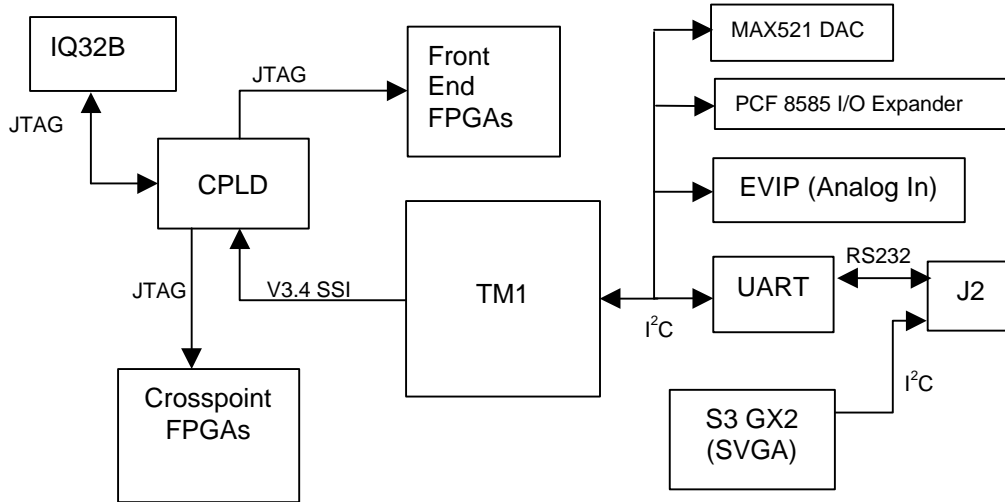 IQ32B
JTAG
JTAG
Front
End
FPGAs
CPLD
JTAG
V3.4 SSI
Crosspoint
FPGAs
TM1
I²C
MAX521 DAC
PCF 8585 I/O Expander
EVIP (Analog In)
UART
RS232
J2
I²C
S3 GX2
(SVGA)